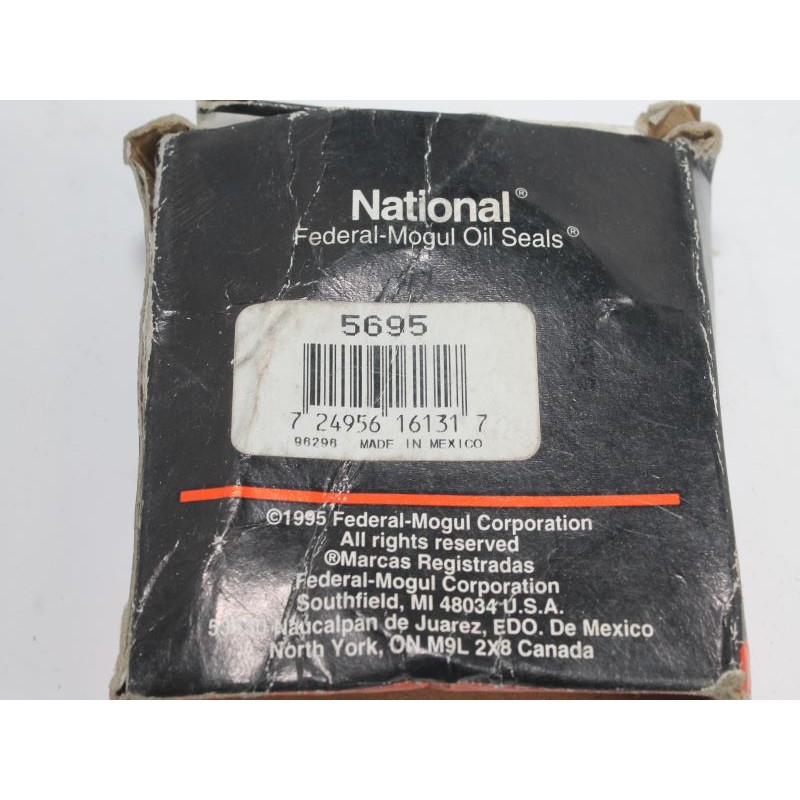 National®
Federal-Mogul Oil Seals®
5695
7 24956 16131 7
96296 MADE IN MEXICO
©1995 Federal-Mogul Corporation
All rights reserved
®Marcas Registradas
Federal-Mogul Corporation
Southfield, MI 48034 U.S.A.
Naucalpan de Juarez, EDO. De Mexico
North York, ON M9L 2X8 Canada